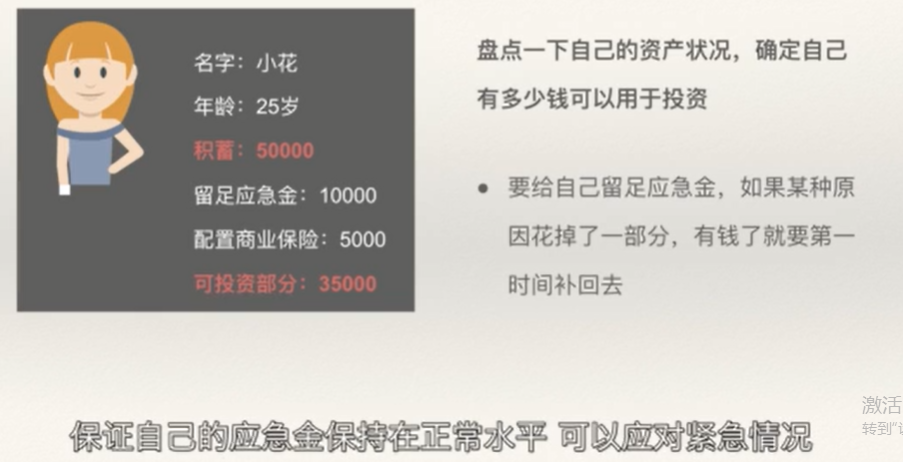 名字：小花
年龄：25岁
积蓄：50000
留足应急金：10000
配置商业保险：5000
可投资部分：35000
盘点一下自己的资产状况，确定自己
有多少钱可以用于投资
要给自己留足应急金，如果某种原
因花掉了一部分，有钱了就要第一
时间补回去
保证自己的应急金保持在正常水平 可以应对紧急情况
激活
转到"设